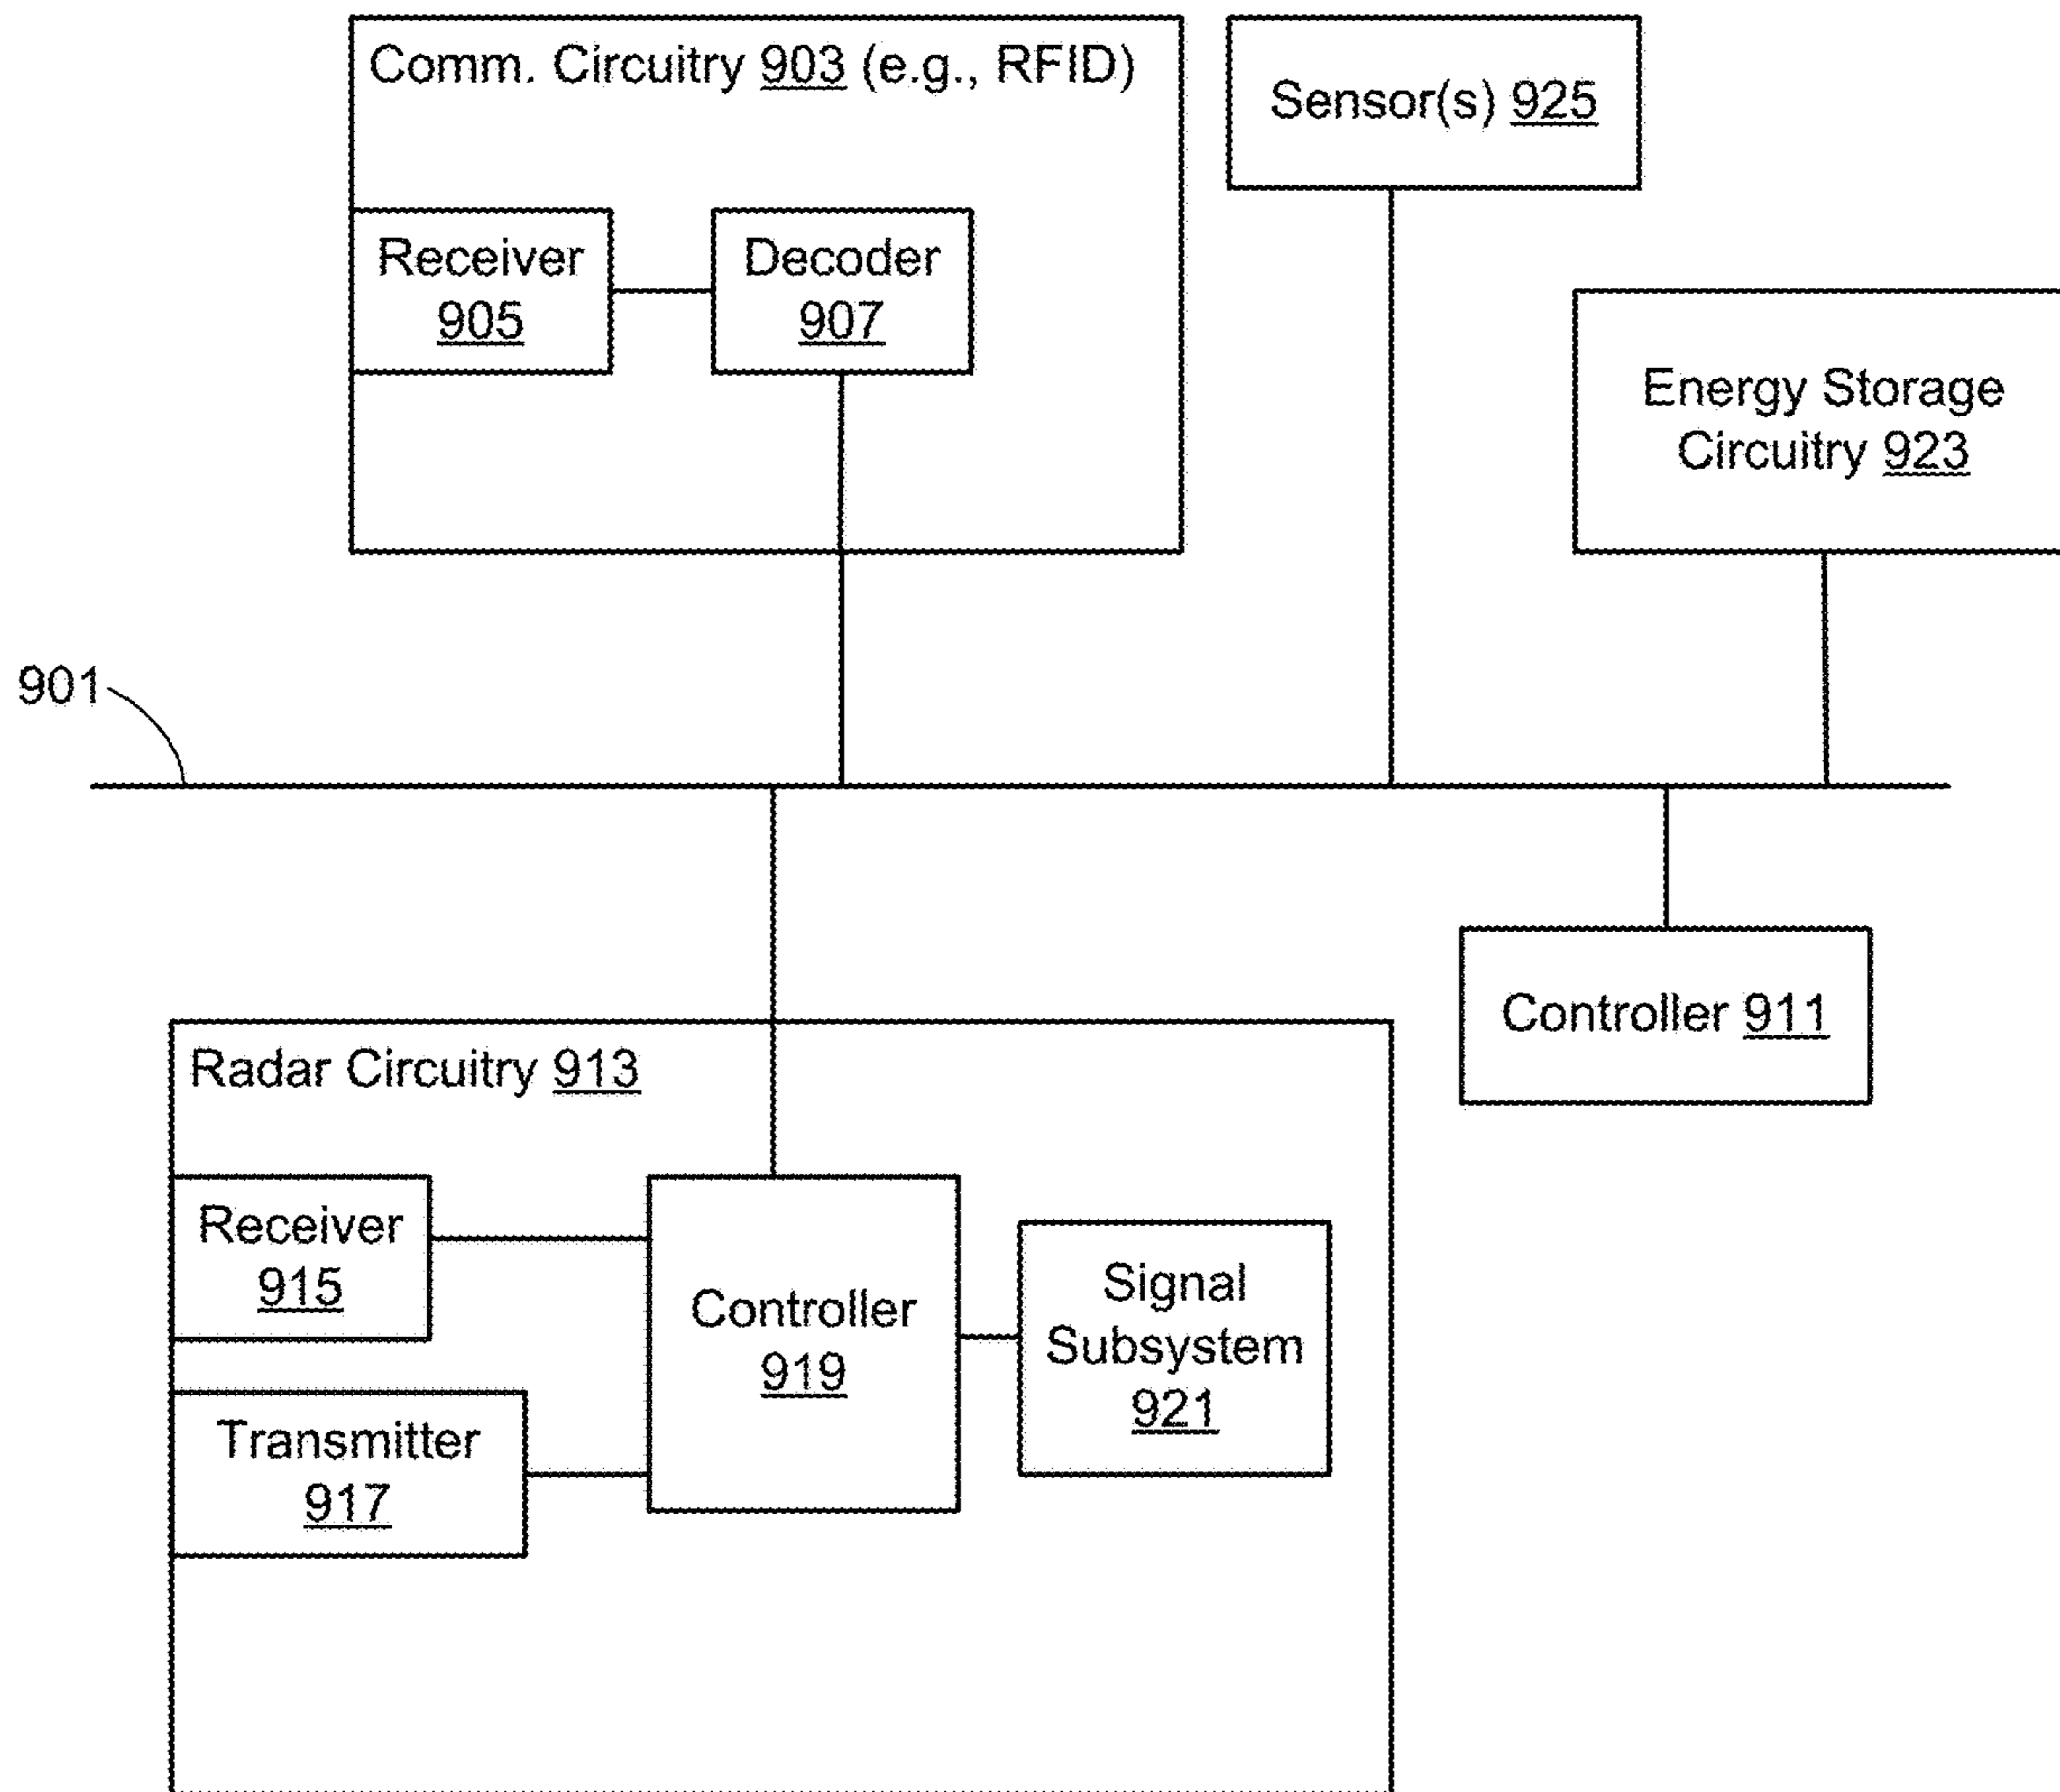 Comm. Circuitry 903 (e.g., RFID)
Sensor(s) 925
Receiver
905
Decoder
907
Energy Storage
Circuitry 923
901
Controller 911
Radar Circuitry 913
Receiver
915
Controller
919
Signal
Subsystem
921
Transmitter
917